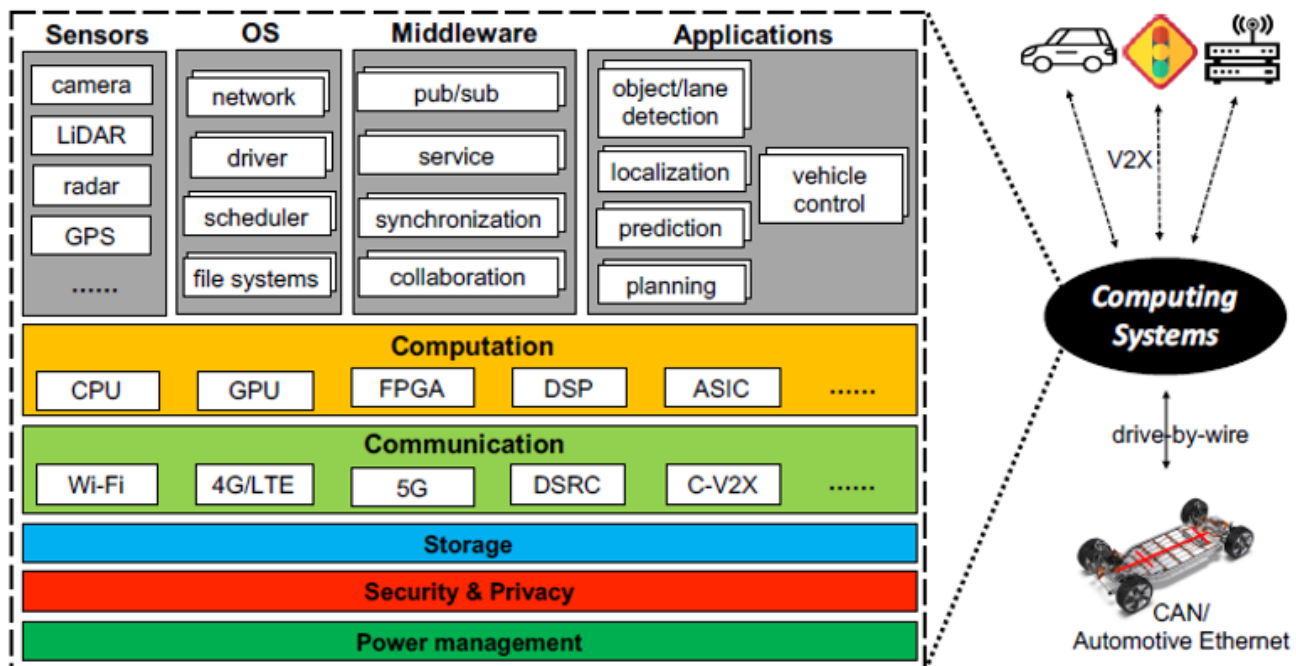 Sensors
camera
LiDAR
radar
GPS
......
OS
network
driver
scheduler
file systems
Middleware
pub/sub
service
synchronization
collaboration
Applications
object/lane
detection
localization
prediction
planning
vehicle
control
Computation
CPU
GPU
FPGA
DSP
ASIC
......
Communication
Wi-Fi
4G/LTE
5G
DSRC
C-V2X
......
Storage
Security & Privacy
Power management
V2X
Computing
Systems
drive-by-wire
CAN/
Automotive Ethernet